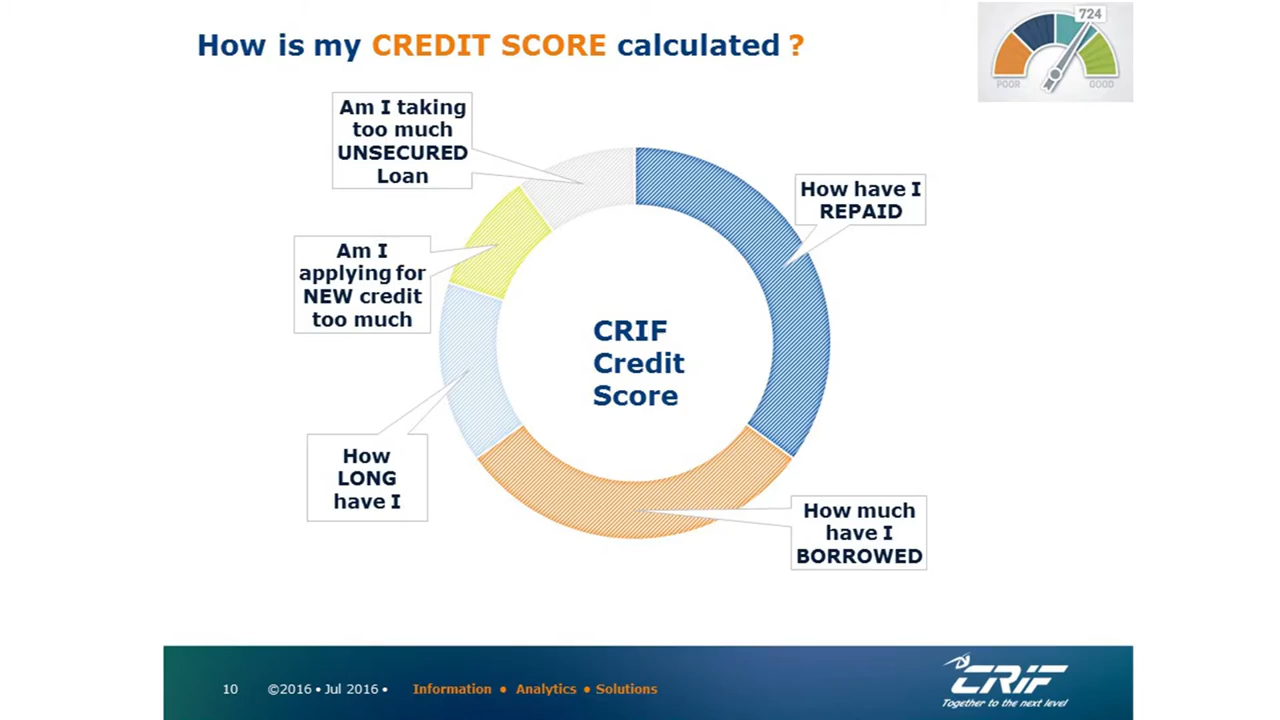 How is my CREDIT SCORE calculated ?
724
POOR
GOOD
Am I taking
too much
UNSECURED
Loan
How have I
REPAID
Am I
applying for
NEW credit
too much
CRIF
Credit
Score
How
LONG
have I
How much
have I
BORROWED
10 ©2016 • Jul 2016 • Information • Analytics • Solutions
CRIF
Together to the next level